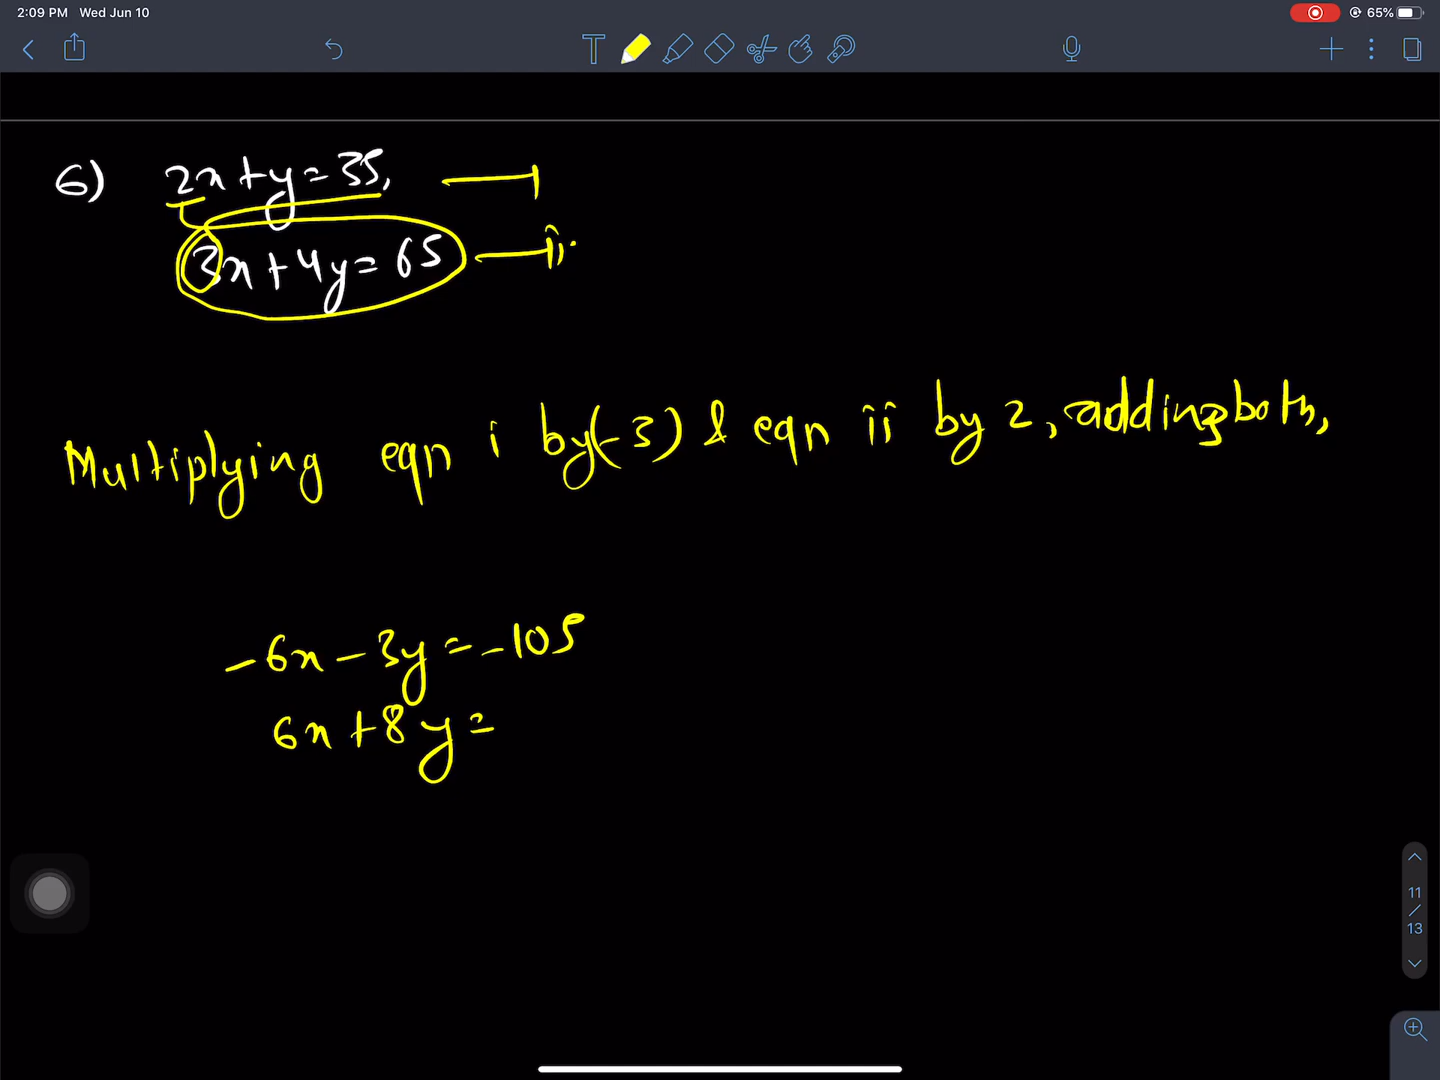 2:09 PM Wed Jun 10
65%
T
6) 2x+y=35, — i
3x+4y=65 — ii.
Multiplying eqn i by(-3) & eqn ii by 2, adding both,
-6x-3y=-105
6x+8y=
11
/
13